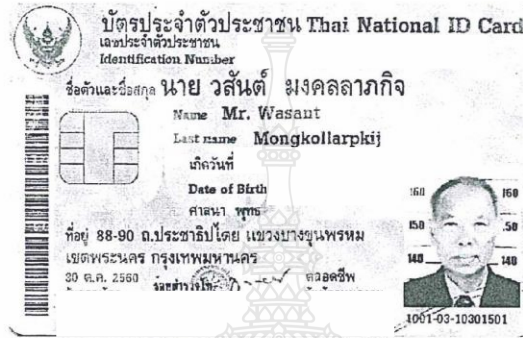 บัตรประจำตัวประชาชน Thai National ID Card
เลขประจำตัวประชาชน
Identification Number
ชื่อตัวและชื่อสกุล นาย วสันต์ มงคลลาภกิจ
Name Mr. Wasant
Last name Mongkollarpkij
เกิดวันที่
Date of Birth
ศาสนา พุทธ
ที่อยู่ 88-90 ถ.ประชาธิปไตย แขวงบางขุนพรหม
เขตพระนคร กรุงเทพมหานคร
30 ต.ค. 2560
ตลอดชีพ
160 160
150 150
140 140
1001-03-10301501